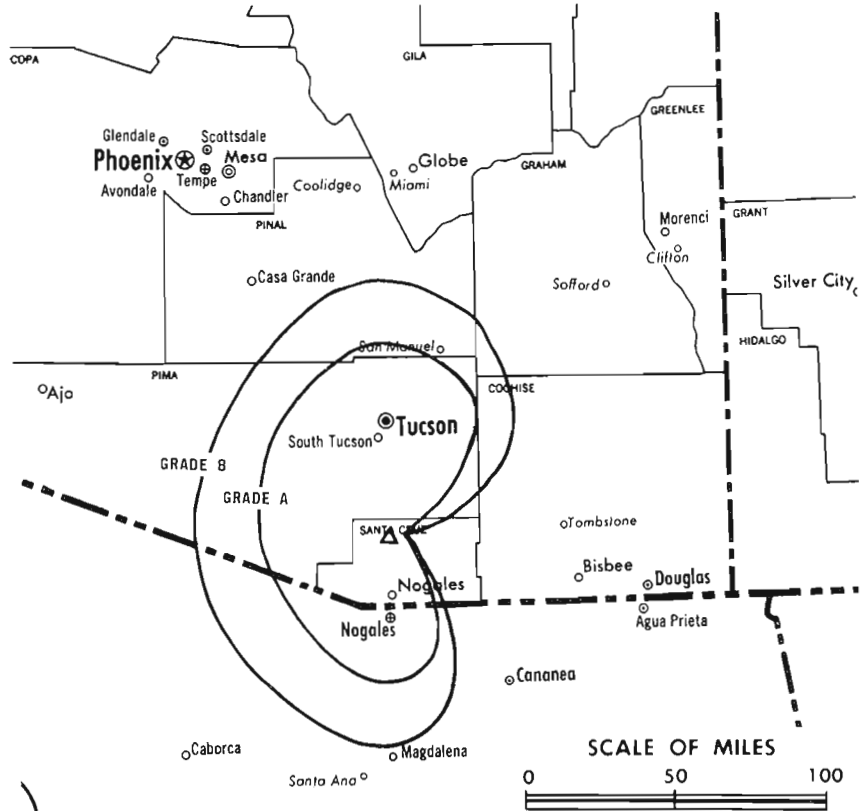 COPA
GILA
GREENLEE
Glendale
Scottsdale
Phoenix
Mesa
Globe
GRAHAM
Tempe
Miami
Avondale
Coolidge
Chandler
GRANT
Morenci
PINAL
Clifton
Casa Grande
Sofford
Silver City
HIDALGO
San Manuel
PIMA
COCHISE
Ajo
Tucson
South Tucson
GRADE B
GRADE A
SANTA CRUZ
Tombstone
Bisbee
Douglas
Nogales
Nogales
Agua Prieta
Cananea
Caborca
Magdalena
Santa Ana
SCALE OF MILES
0 50 100